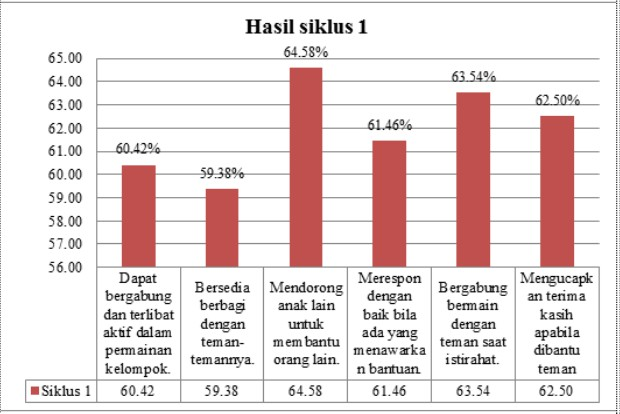 Hasil siklus 1
65.00
64.00
63.00
62.00
61.00
60.00
59.00
58.00
57.00
56.00
60.42%
59.38%
64.58%
61.46%
63.54%
62.50%
Dapat
bergabung
dan terlibat
aktif dalam
permainan
kelompok.
Bersedia
berbagi
dengan
teman-
temannya.
Mendorong
anak lain
untuk
membantu
orang lain.
Merespon
dengan
baik bila
ada yang
menawarka
n bantuan.
Bergabung
bermain
dengan
teman saat
istirahat.
Mengucapk
an terima
kasih
apabila
dibantu
teman
Siklus 1 60.42 59.38 64.58 61.46 63.54 62.50